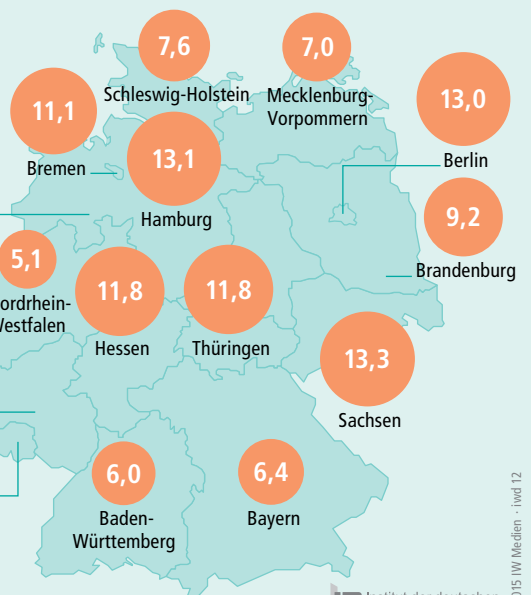 7,6
Schleswig-Holstein
7,0
Mecklenburg-
Vorpommern
13,0
Berlin
11,1
Bremen
13,1
Hamburg
9,2
Brandenburg
5,1
ordrhein-
estfalen
11,8
Hessen
11,8
Thüringen
13,3
Sachsen
6,0
Baden-
Württemberg
6,4
Bayern
15 IW Medien · iwd 12